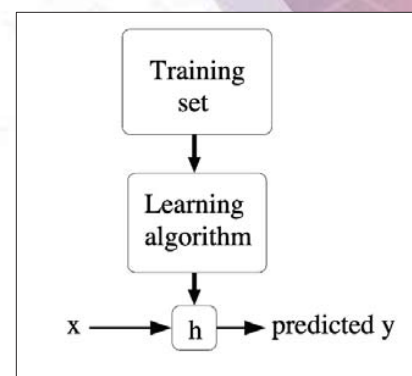 Training
set
Learning
algorithm
x h predicted y